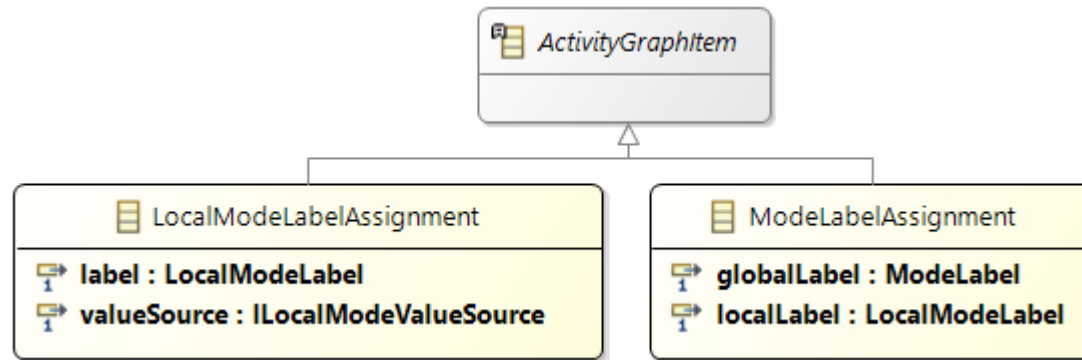 ActivityGraphItem
LocalModeLabelAssignment
label : LocalModeLabel
valueSource : ILocalModeValueSource
ModeLabelAssignment
globalLabel : ModeLabel
localLabel : LocalModeLabel